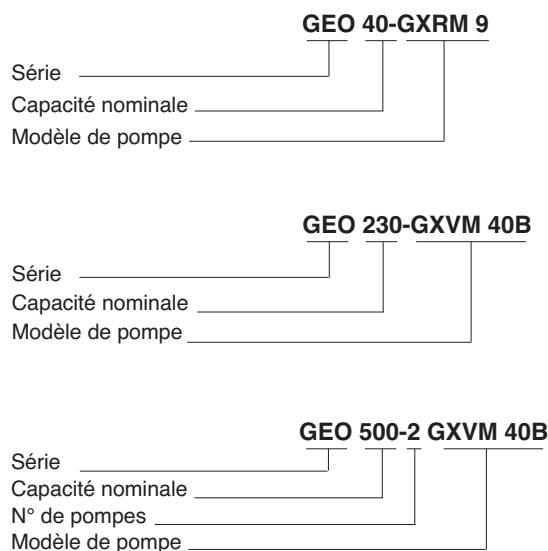 GEO 40-GXRM 9
Série
Capacité nominale
Modèle de pompe
GEO 230-GXVM 40B
Série
Capacité nominale
Modèle de pompe
GEO 500-2 GXVM 40B
Série
Capacité nominale
N° de pompes
Modèle de pompe